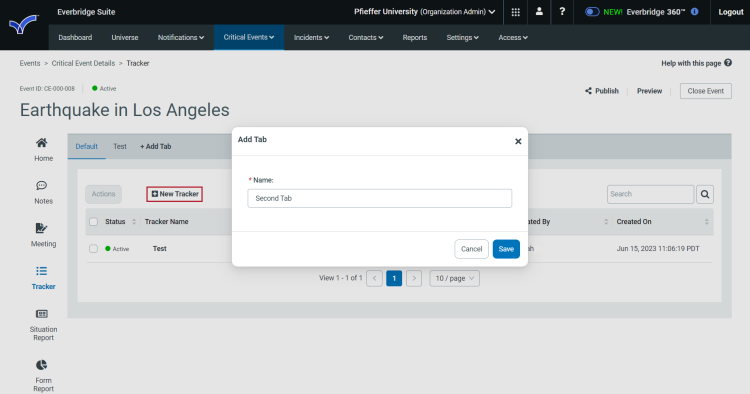 Everbridge Suite
Pfieffer University (Organization Admin)
?
NEW! Everbridge 360™
Logout
Dashboard
Universe
Notifications
Critical Events
Incidents
Contacts
Reports
Settings
Access
Events > Critical Event Details > Tracker
Help with this page
Event ID: CE-000-008
Active
Publish
Preview
Close Event
Earthquake in Los Angeles
Home
Notes
Meeting
Tracker
Situation
Report
Form
Report
Default
Test
+ Add Tab
Actions
New Tracker
Search
Status
Tracker Name
By
Created On
Active
Test
Jun 15, 2023 11:06:19 PDT
View 1 - 1 of 1
<
1
>
10 / page
Add Tab
* Name:
Second Tab
Cancel
Save